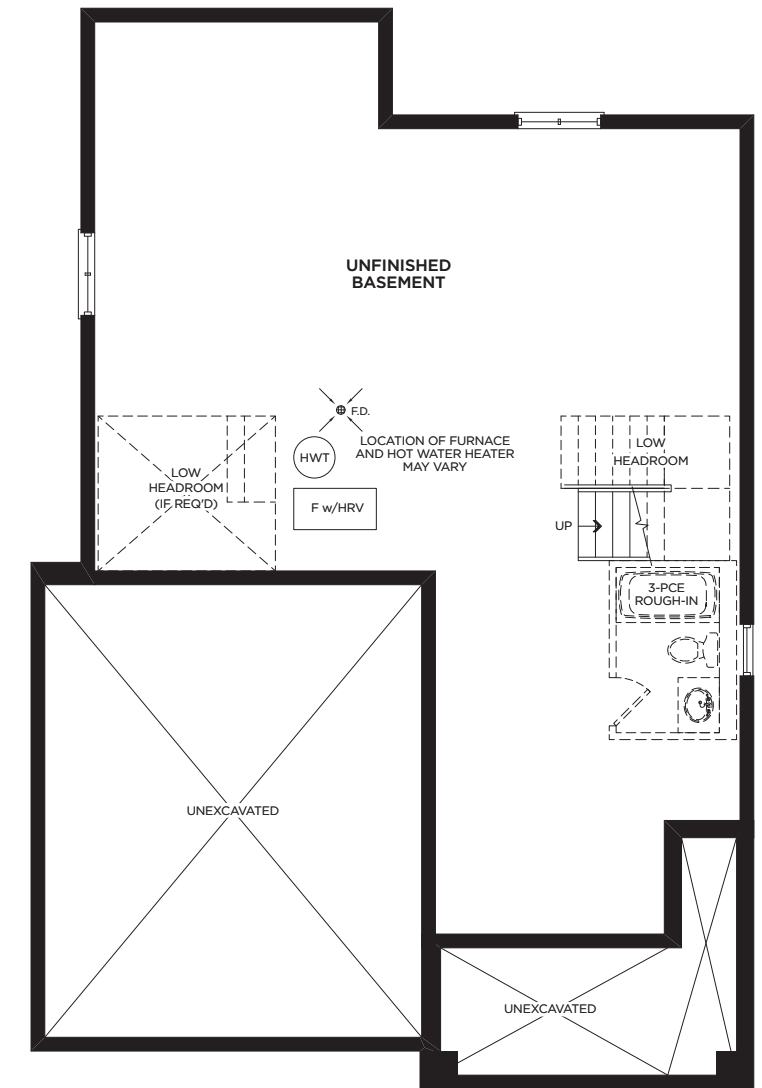 UNFINISHED
BASEMENT
F.D.
LOCATION OF FURNACE
AND HOT WATER HEATER
MAY VARY
HWT
F w/HRV
LOW
HEADROOM
(IF REQ'D)
LOW
HEADROOM
UP
3-PCE
ROUGH-IN
UNEXCAVATED
UNEXCAVATED